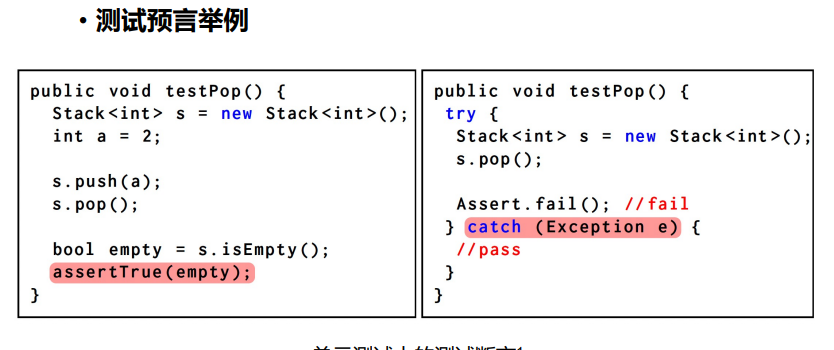 • 测试预言举例
public void testPop() {
Stack<int> s = new Stack<int>();
int a = 2;
s.push(a);
s.pop();
bool empty = s.isEmpty();
assertTrue(empty);
}
public void testPop() {
try {
Stack<int> s = new Stack<int>();
s.pop();
Assert.fail(); //fail
} catch (Exception e) {
//pass
}
}